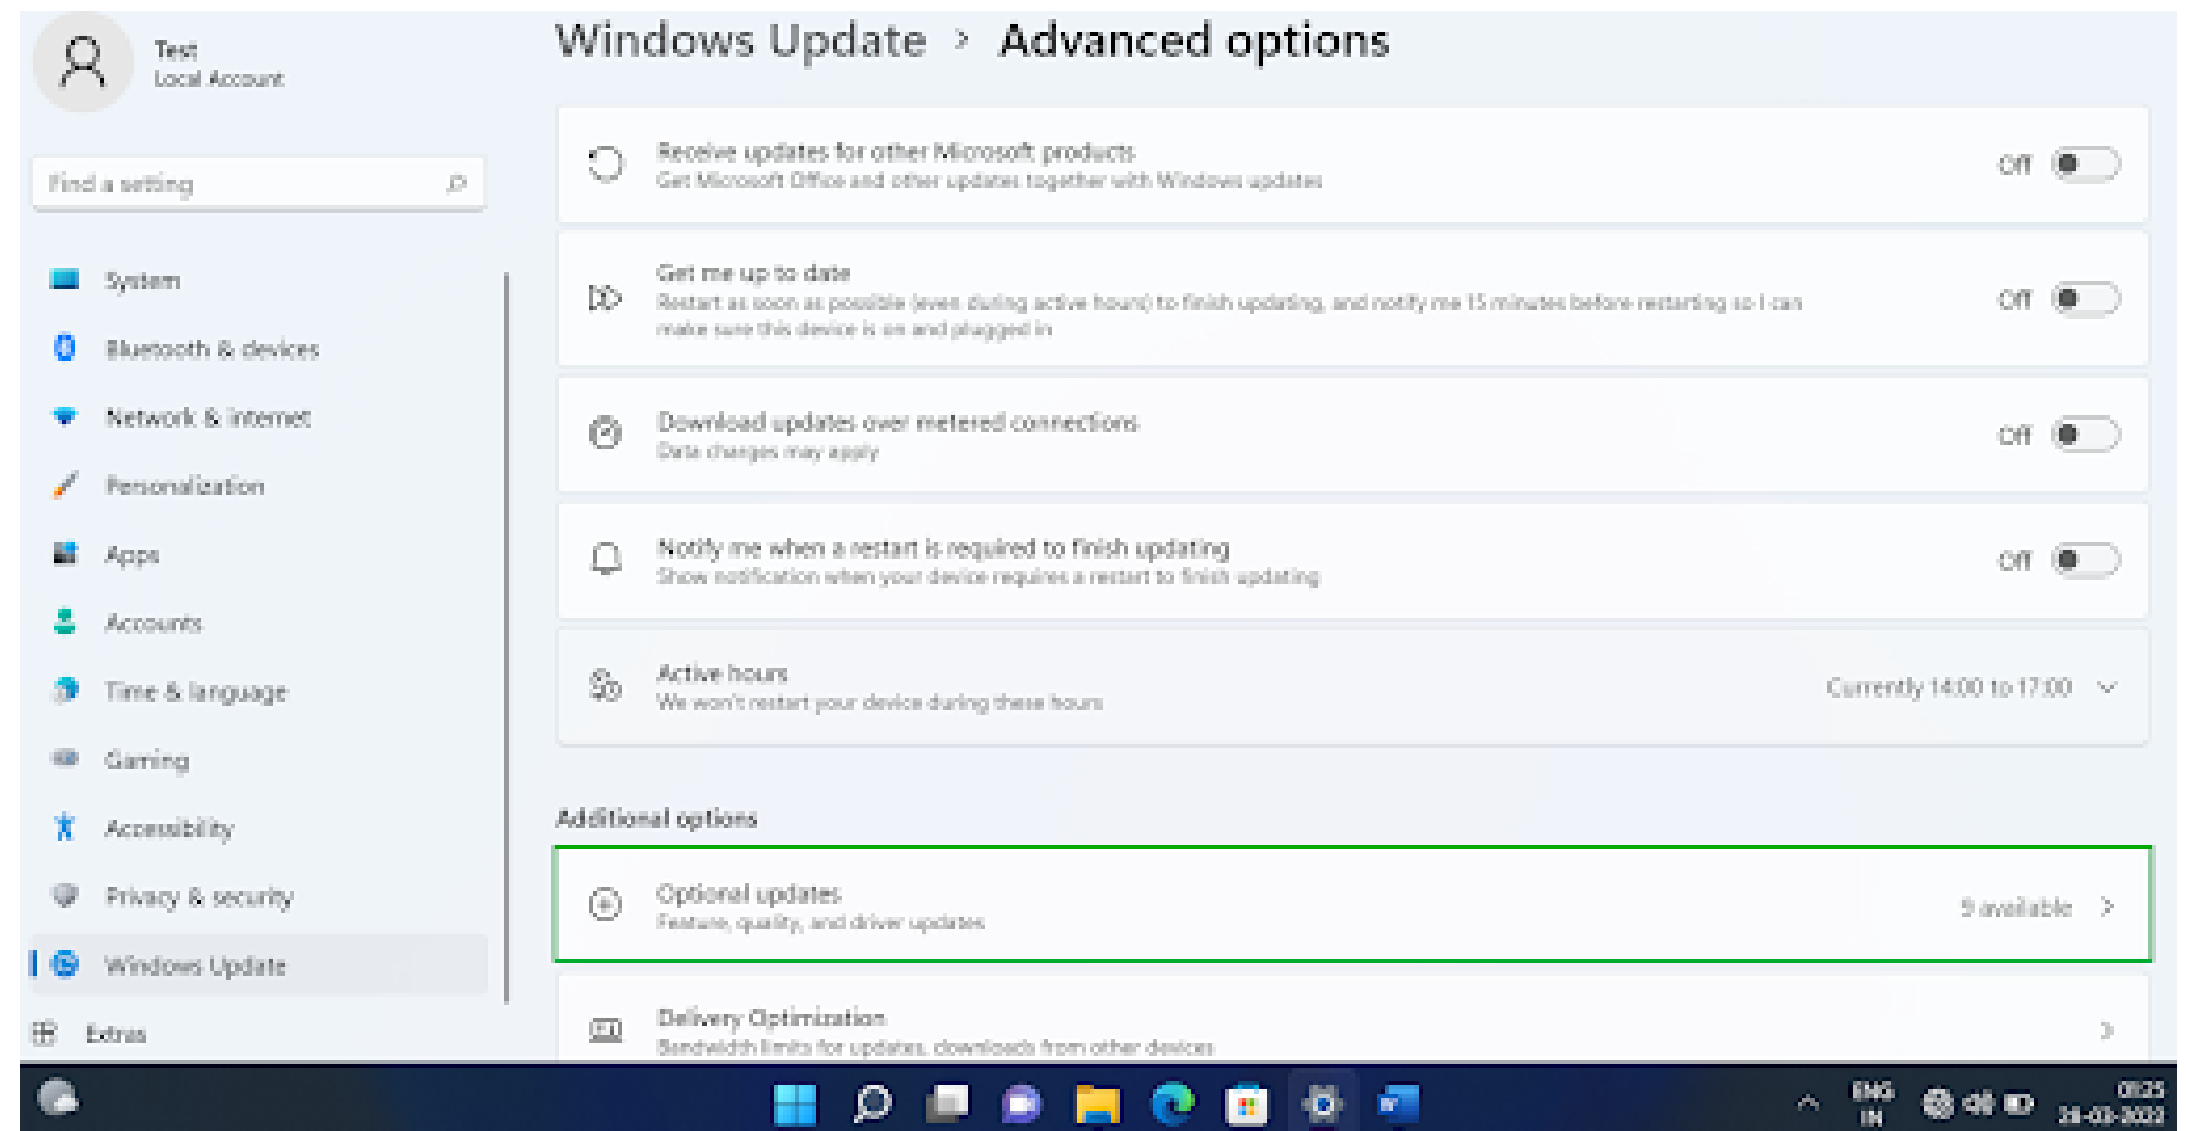 Test
Local Account
Find a setting
System
Bluetooth & devices
Network & internet
Personalization
Apps
Accounts
Time & language
Gaming
Accessibility
Privacy & security
Windows Update
Extras
Windows Update > Advanced options
Receive updates for other Microsoft products
Get Microsoft Office and other updates together with Windows updates
Off
Get me up to date
Restart as soon as possible (even during active hours) to finish updating, and notify me 15 minutes before restarting so I can
make sure this device is on and plugged in
Off
Download updates over metered connections
Data charges may apply
Off
Notify me when a restart is required to finish updating
Show notification when your device requires a restart to finish updating
Off
Active hours
We won't restart your device during these hours
Currently 14:00 to 17:00
Additional options
Optional updates
Feature, quality, and driver updates
9 available
Delivery Optimization
Bandwidth limits for updates, downloads from other devices
ENG
IN
01:25
26-03-2022